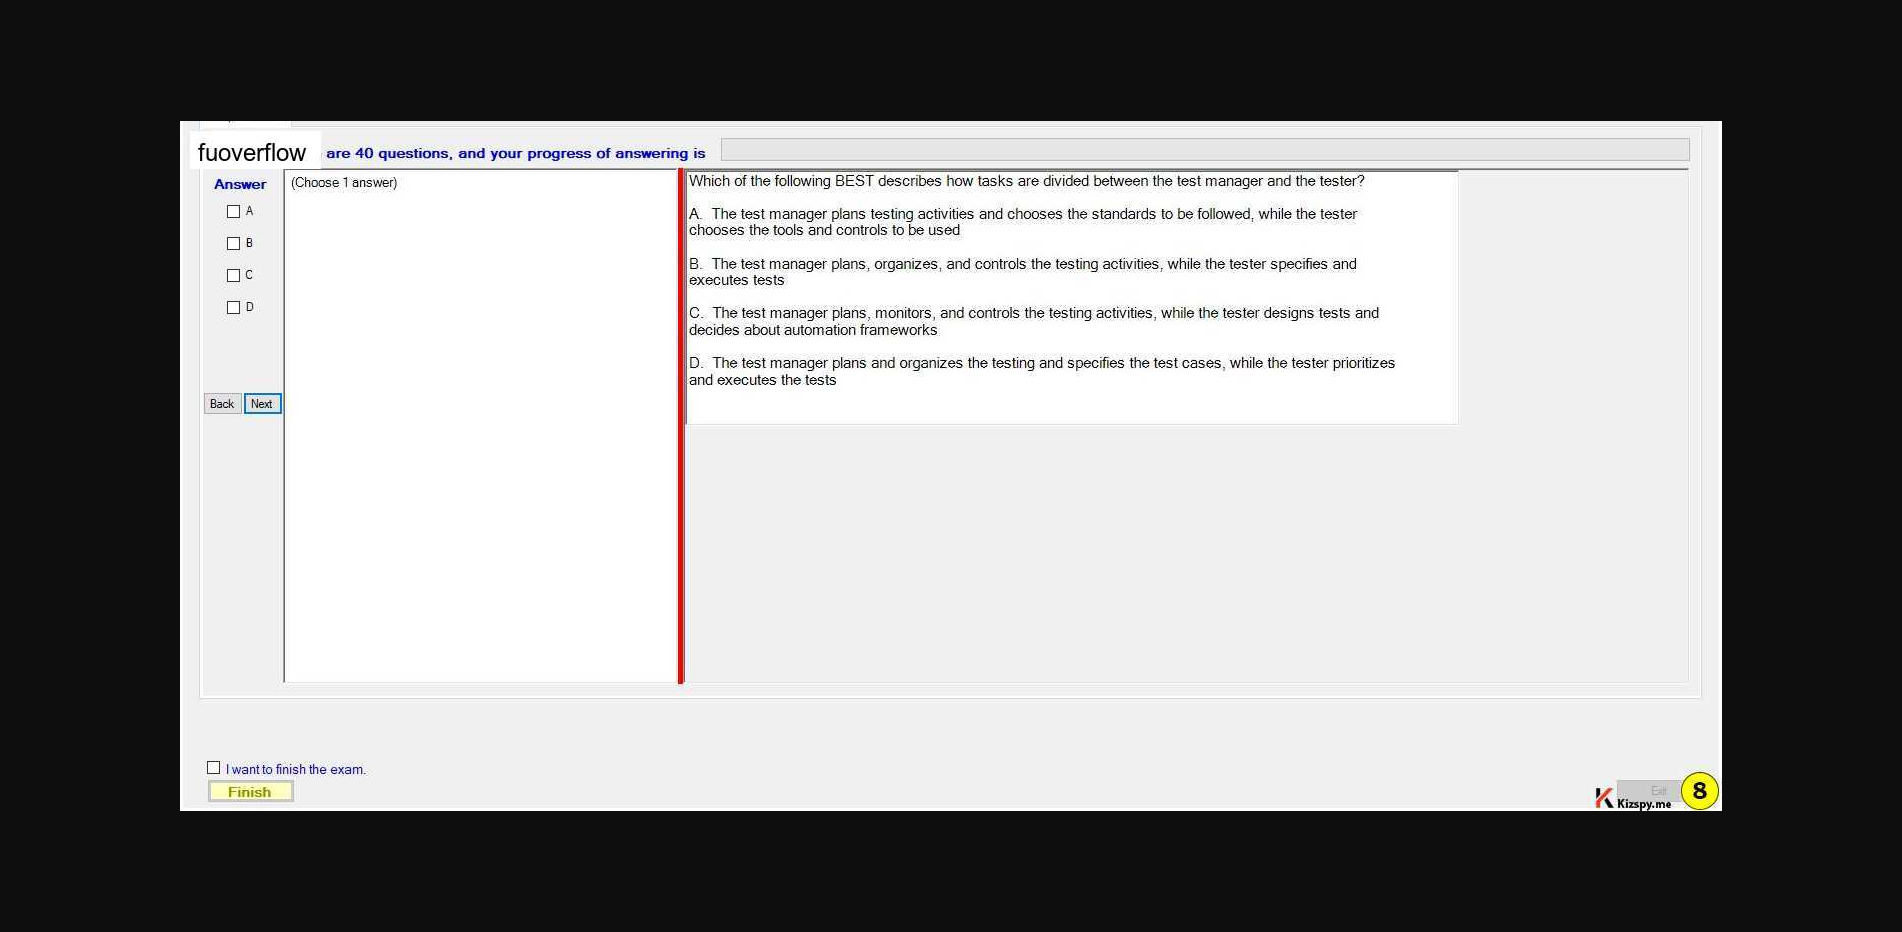 fuoverflow are 40 questions, and your progress of answering is
Answer
(Choose 1 answer)
A
B
C
D
Back Next
Which of the following BEST describes how tasks are divided between the test manager and the tester?
A. The test manager plans testing activities and chooses the standards to be followed, while the tester
chooses the tools and controls to be used
B. The test manager plans, organizes, and controls the testing activities, while the tester specifies and
executes tests
C. The test manager plans, monitors, and controls the testing activities, while the tester designs tests and
decides about automation frameworks
D. The test manager plans and organizes the testing and specifies the test cases, while the tester prioritizes
and executes the tests
I want to finish the exam.
Finish
Exit
Kizspy.me
8